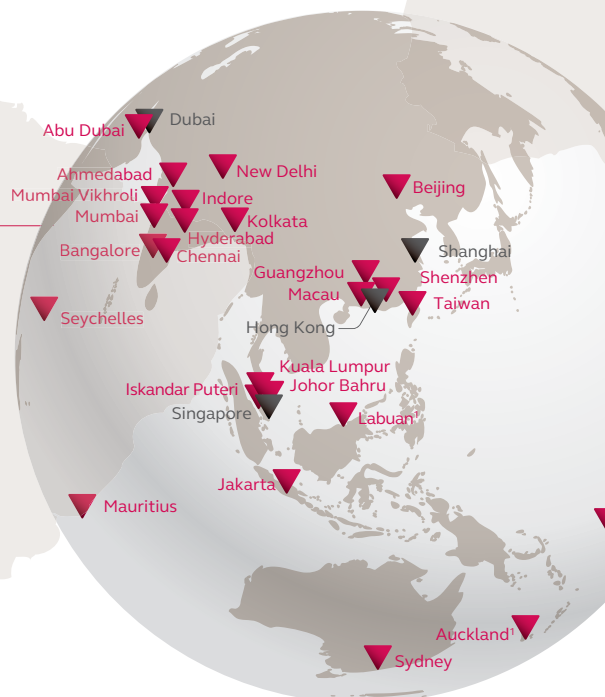 Dubai
Abu Dubai
New Delhi
Ahmedabad
Beijing
Mumbai Vikhroli
Indore
Mumbai
Kolkata
Hyderabad
Bangalore
Chennai
Shanghai
Guangzhou
Shenzhen
Macau
Taiwan
Seychelles
Hong Kong
Kuala Lumpur
Iskandar Puteri
Johor Bahru
Singapore
Labuan¹
Jakarta
Mauritius
Auckland¹
Sydney